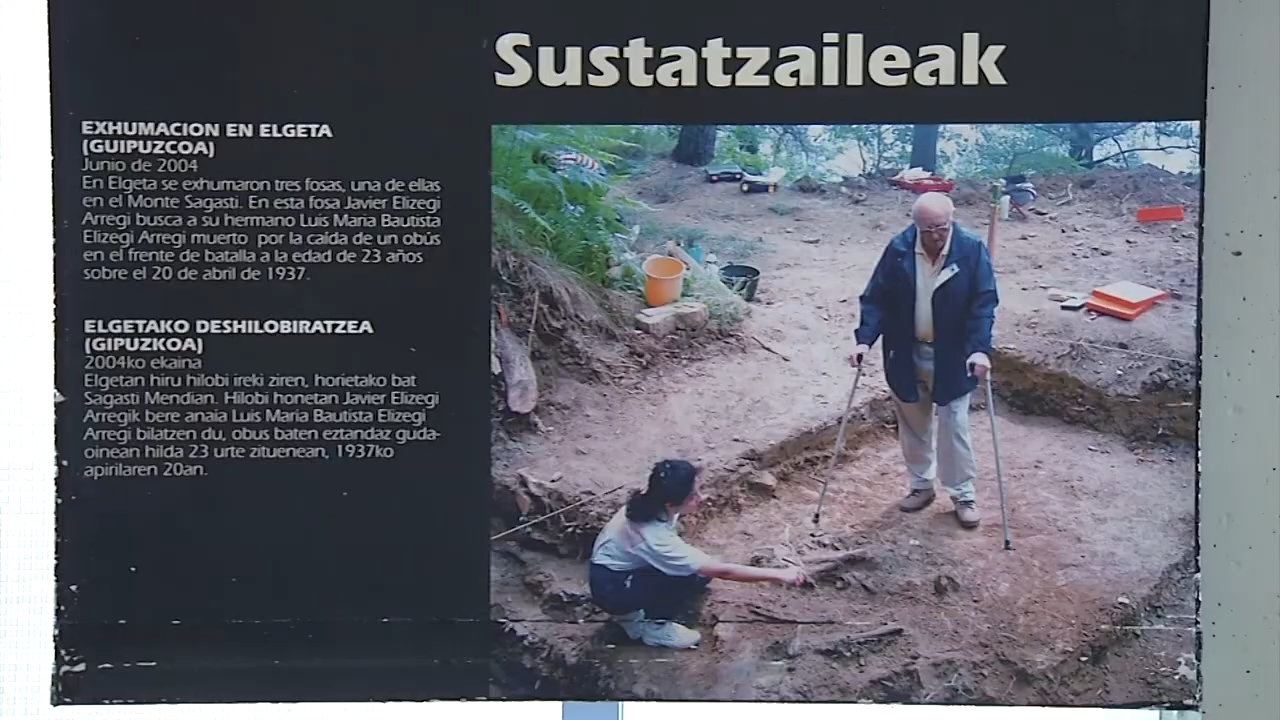 Sustatzaileak
EXHUMACION EN ELGETA
(GUIPUZCOA)
Junio de 2004
En Elgeta se exhumaron tres fosas, una de ellas
en el Monte Sagasti. En esta fosa Javier Elizegi
Arregi busca a su hermano Luis Maria Bautista
Elizegi Arregi muerto por la caída de un obús
en el frente de batalla a la edad de 23 años
sobre el 20 de abril de 1937.
ELGETAKO DESHILOBIRATZEA
(GIPUZKOA)
2004ko ekaina
Elgetan hiru hilobi ireki ziren, horietako bat
Sagasti Mendian. Hilobi honetan Javier Elizegi
Arregik bere anaia Luis Maria Bautista Elizegi
Arregi bilatzen du, obus baten eztandaz guda-
oinean hilda 23 urte zituenean, 1937ko
apirilaren 20an.